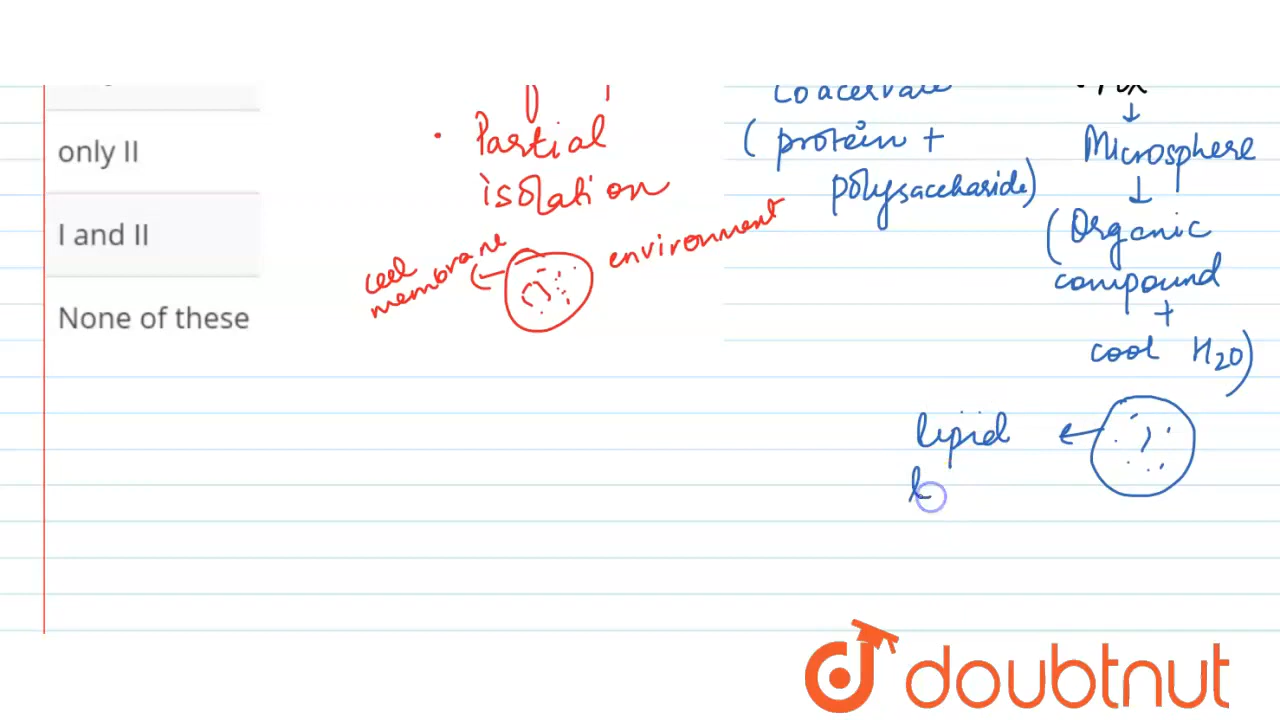 only II
I and II
None of these
• Partial
isolation
cell
membrane
environment
Coacervate
( protein +
polysaccharide)
Microsphere
(Organic
compound
+
cool H2O)
lipid
doubtnut